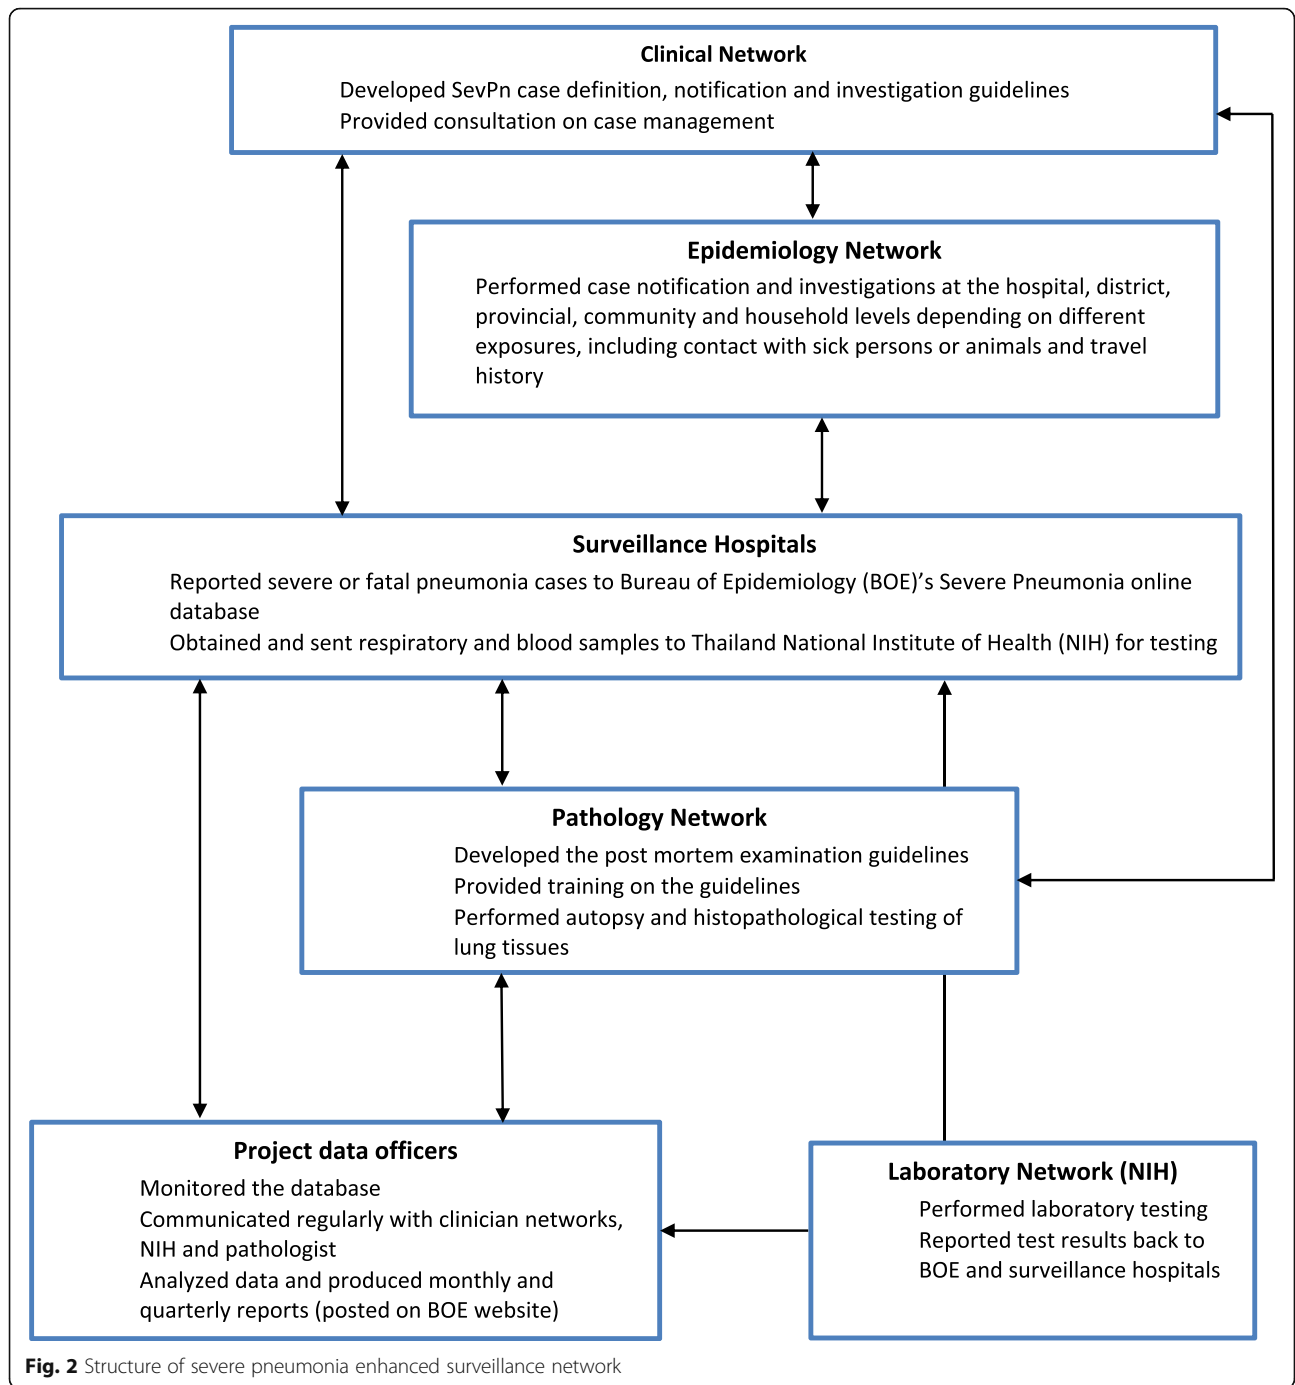 Clinical Network
Developed SevPn case definition, notification and investigation guidelines
Provided consultation on case management
Epidemiology Network
Performed case notification and investigations at the hospital, district,
provincial, community and household levels depending on different
exposures, including contact with sick persons or animals and travel
history
Surveillance Hospitals
Reported severe or fatal pneumonia cases to Bureau of Epidemiology (BOE)’s Severe Pneumonia online
database
Obtained and sent respiratory and blood samples to Thailand National Institute of Health (NIH) for testing
Pathology Network
Developed the post mortem examination guidelines
Provided training on the guidelines
Performed autopsy and histopathological testing of
lung tissues
Project data officers
Monitored the database
Communicated regularly with clinician networks,
NIH and pathologist
Analyzed data and produced monthly and
quarterly reports (posted on BOE website)
Laboratory Network (NIH)
Performed laboratory testing
Reported test results back to
BOE and surveillance hospitals
Fig. 2 Structure of severe pneumonia enhanced surveillance network